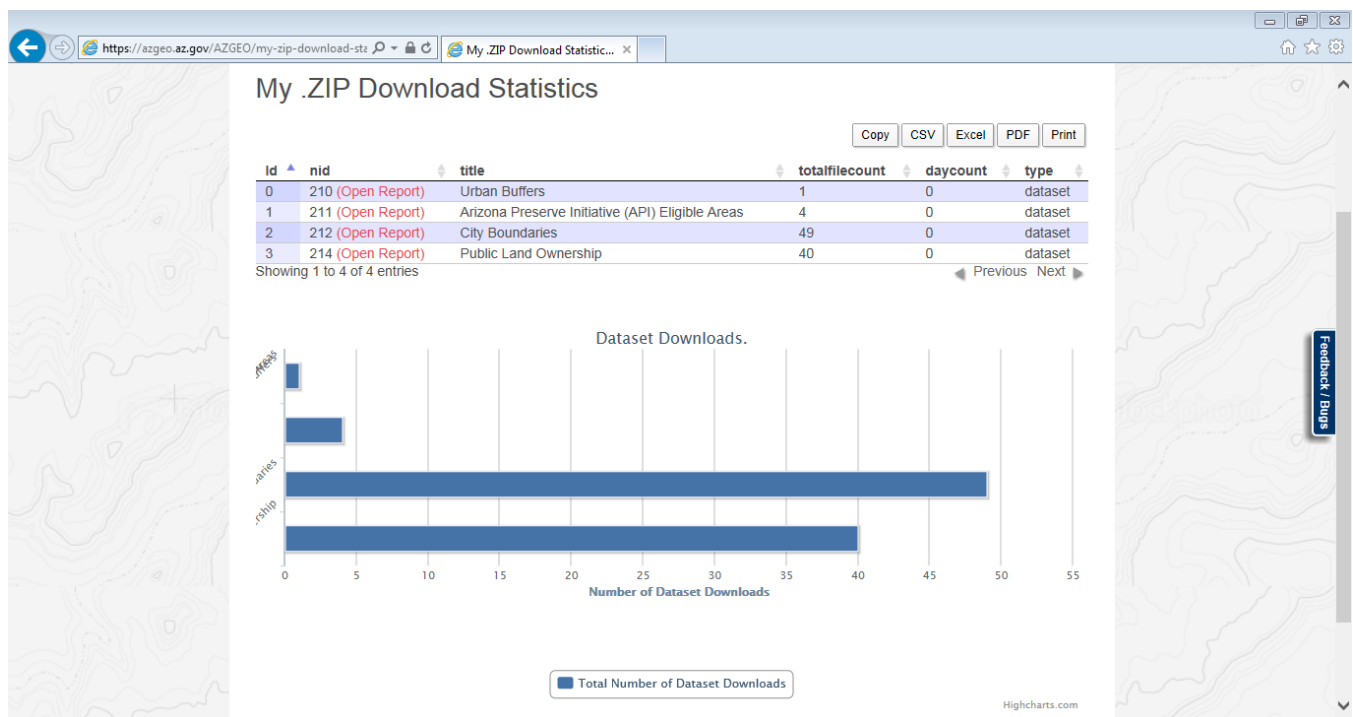 https://azgeo.az.gov/AZGEO/my-zip-download-sta
My .ZIP Download Statistic...
My .ZIP Download Statistics
Copy CSV Excel PDF Print
Id nid title totalfilecount daycount type
0 210 (Open Report) Urban Buffers 1 0 dataset
1 211 (Open Report) Arizona Preserve Initiative (API) Eligible Areas 4 0 dataset
2 212 (Open Report) City Boundaries 49 0 dataset
3 214 (Open Report) Public Land Ownership 40 0 dataset
Showing 1 to 4 of 4 entries Previous Next
Dataset Downloads.
Areas
daries
rship
0 5 10 15 20 25 30 35 40 45 50 55
Number of Dataset Downloads
Total Number of Dataset Downloads
Highcharts.com
Feedback / Bugs